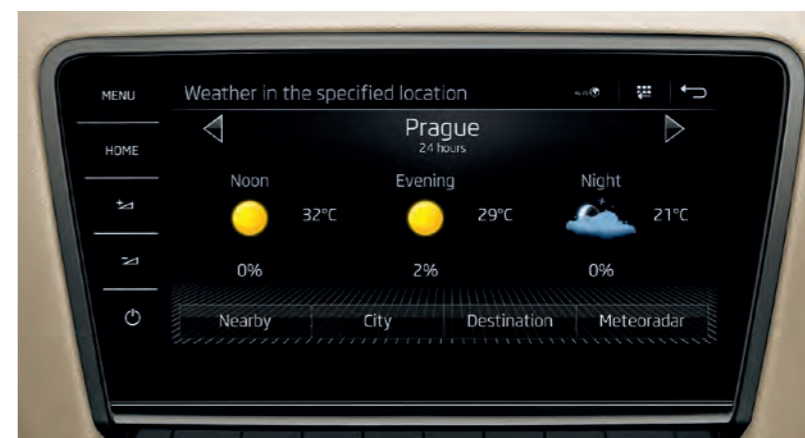 MENU
Weather in the specified location
HOME
Prague
24 hours
Noon
Evening
Night
32°C
29°C
21°C
0%
2%
0%
Nearby
City
Destination
Meteoradar